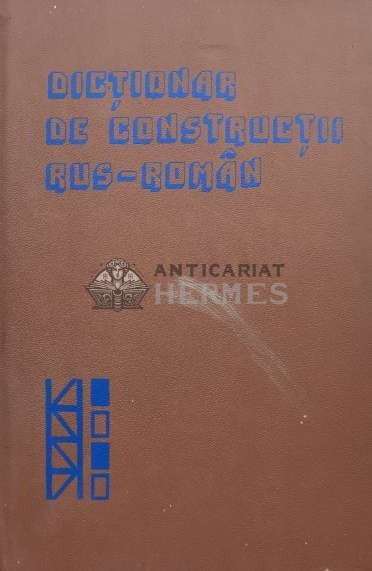 DICȚIONAR
DE CONSTRUCȚII
RUS-ROMÂN
ANTICARIAT
HERMES